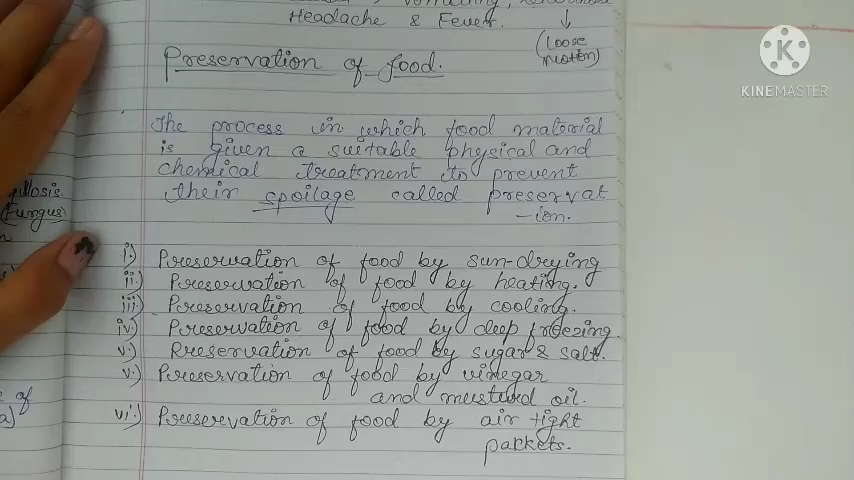 Headache & Fever.
(Loose
motion)
Preservation of food.
The process in which food material
is given a suitable physical and
chemical treatment to prevent
their spoilage called preservat
-ion.
i.) Preservation of food by sun-drying
ii.) Preservation of food by heating.
iii.) Preservation of food by cooling.
iv.) Preservation of food by deep freezing
v.) Preservation of food by sugar & salt.
v.) Preservation of food by vinegar
and musturd oil.
vi.) Preservation of food by air tight
packets.
(Fungus)
e of
a)
K
KINEMASTER